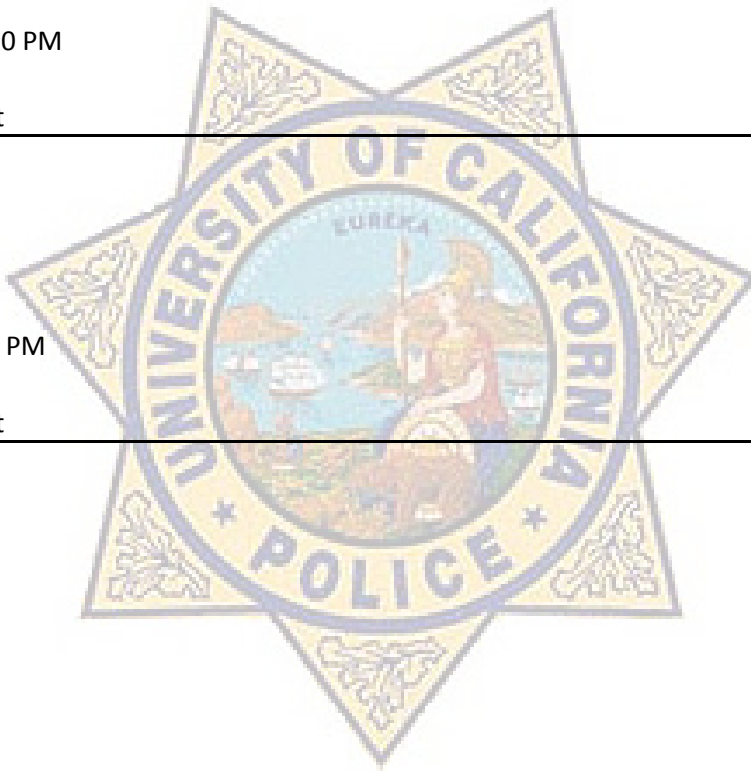 0 PM
t
UNIVERSITY OF CALIFORNIA
EUREKA
PM
t
* POLICE *